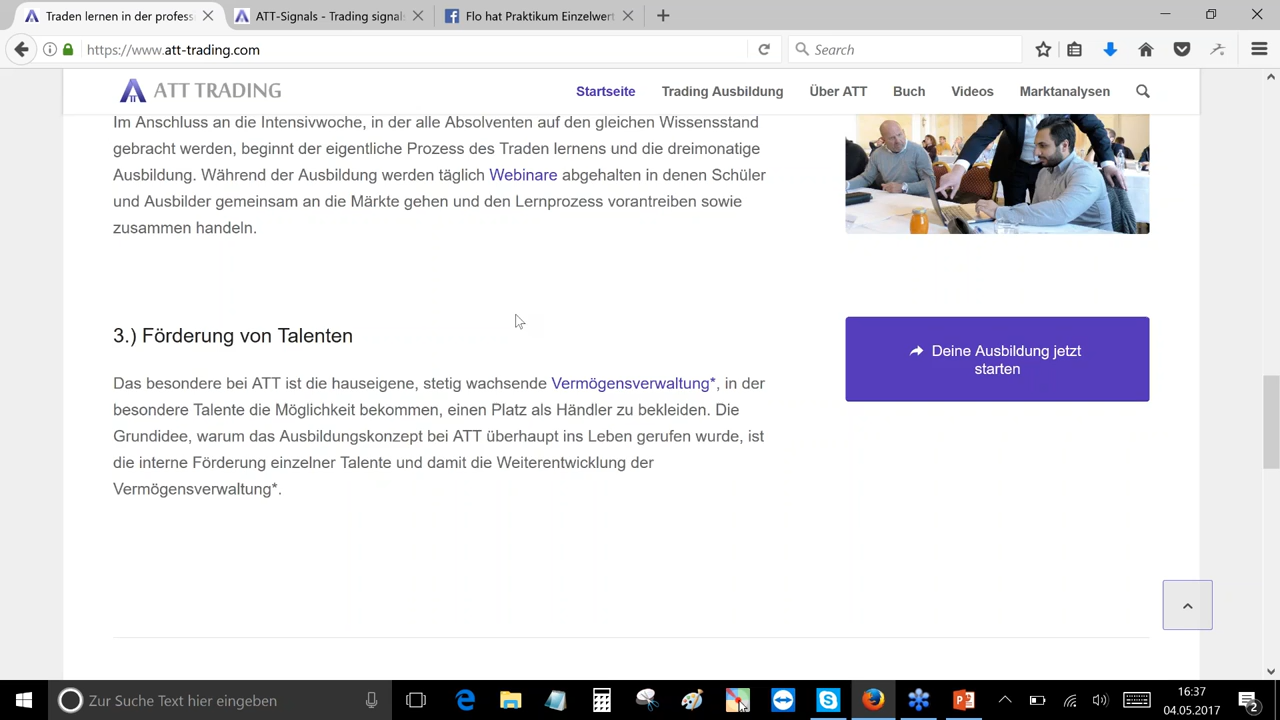 Traden lernen in der profess
ATT-Signals - Trading signal
Flo hat Praktikum Einzelwert
https://www.att-trading.com
Search
ATT TRADING
Startseite
Trading Ausbildung
Über ATT
Buch
Videos
Marktanalysen
Im Anschluss an die Intensivwoche, in der alle Absolventen auf den gleichen Wissensstand
gebracht werden, beginnt der eigentliche Prozess des Traden lernens und die dreimonatige
Ausbildung. Während der Ausbildung werden täglich Webinare abgehalten in denen Schüler
und Ausbilder gemeinsam an die Märkte gehen und den Lernprozess vorantreiben sowie
zusammen handeln.
3.) Förderung von Talenten
Deine Ausbildung jetzt
starten
Das besondere bei ATT ist die hauseigene, stetig wachsende Vermögensverwaltung*, in der
besondere Talente die Möglichkeit bekommen, einen Platz als Händler zu bekleiden. Die
Grundidee, warum das Ausbildungskonzept bei ATT überhaupt ins Leben gerufen wurde, ist
die interne Förderung einzelner Talente und damit die Weiterentwicklung der
Vermögensverwaltung*.
Zur Suche Text hier eingeben
16:37
04.05.2017
2